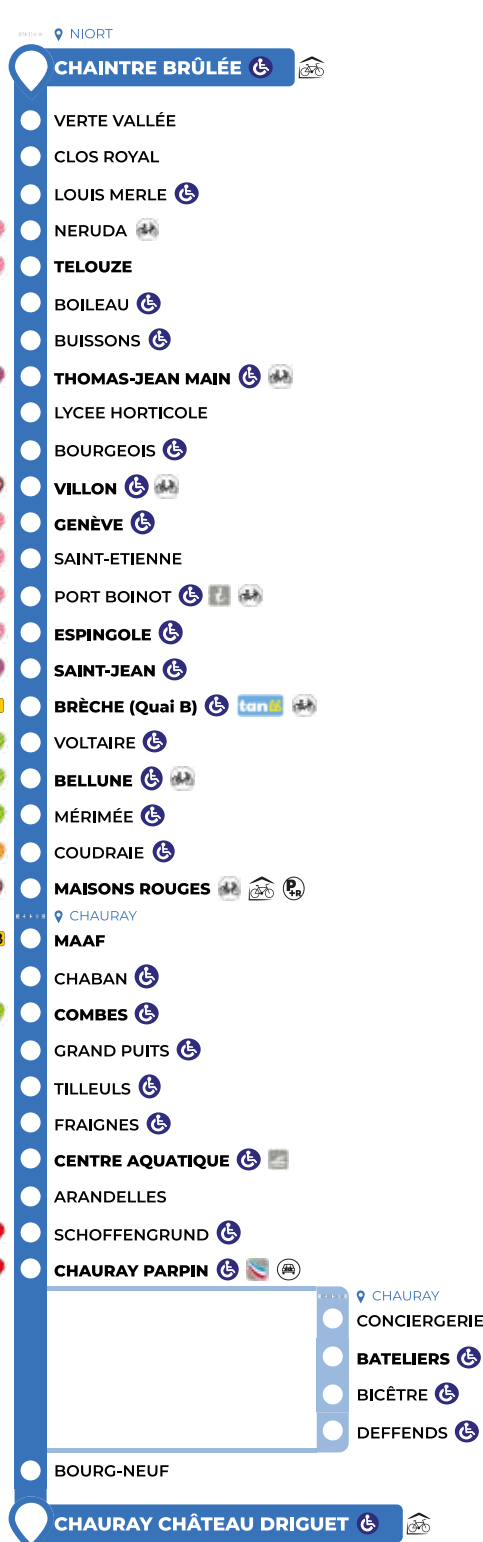 NIORT
CHAINTRE BRÛLÉE
VERTE VALLÉE
CLOS ROYAL
LOUIS MERLE
NERUDA
TELOUZE
BOILEAU
BUISSONS
THOMAS-JEAN MAIN
LYCEE HORTICOLE
BOURGEOIS
VILLON
GENÈVE
SAINT-ETIENNE
PORT BOINOT
ESPINGOLE
SAINT-JEAN
BRÈCHE (Quai B) tan
VOLTAIRE
BELLUNE
MÉRIMÉE
COUDRAIE
MAISONS ROUGES P+R
CHAURAY
MAAF
CHABAN
COMBES
GRAND PUITS
TILLEULS
FRAIGNES
CENTRE AQUATIQUE
ARANDELLES
SCHOFFENGRUND
CHAURAY PARPIN
CHAURAY
CONCIERGERIE
BATELIERS
BICÊTRE
DEFFENDS
BOURG-NEUF
CHAURAY CHÂTEAU DRIGUET